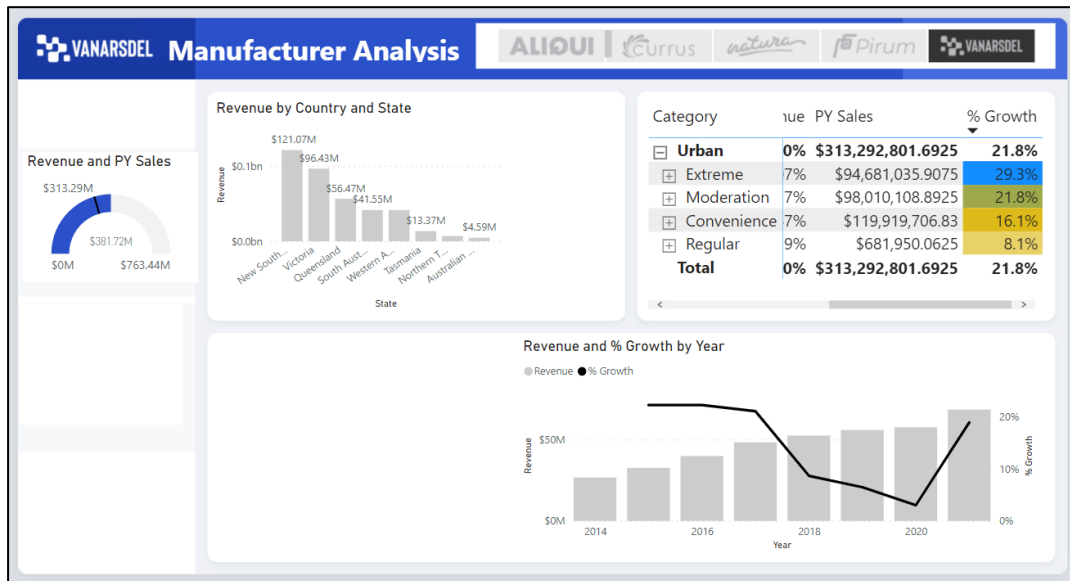 VANARSDEL Manufacturer Analysis
ALIQUI Currus natura Pirum VANARSDEL
Revenue and PY Sales
$313.29M
$381.72M
$0M $763.44M
Revenue by Country and State
$121.07M
$96.43M
$56.47M
$41.55M
$13.37M
$4.59M
$0.1bn
$0.0bn
Revenue
New South... Victoria Queensland South Aust... Western A... Tasmania Northern T... Australian ...
State
Category ue PY Sales % Growth
Urban 0% $313,292,801.6925 21.8%
Extreme 7% $94,681,035.9075 29.3%
Moderation 7% $98,010,108.8925 21.8%
Convenience 7% $119,919,706.83 16.1%
Regular 9% $681,950.0625 8.1%
Total 0% $313,292,801.6925 21.8%
Revenue and % Growth by Year
Revenue % Growth
$50M
$0M
Revenue
20%
10%
0%
% Growth
2014 2016 2018 2020
Year